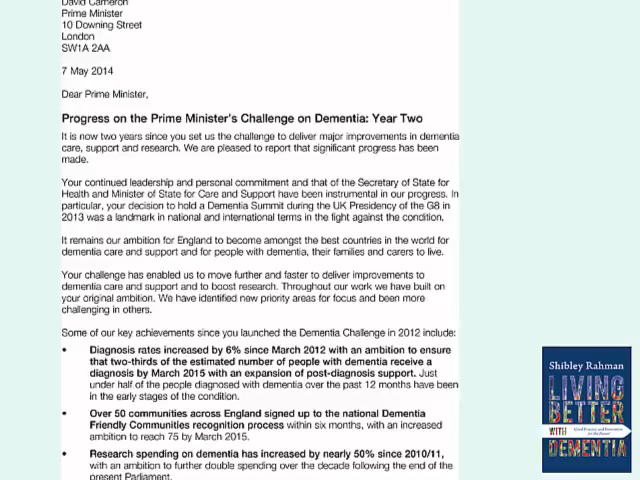 David Cameron
Prime Minister
10 Downing Street
London
SW1A 2AA
7 May 2014
Dear Prime Minister,
Progress on the Prime Minister's Challenge on Dementia: Year Two
It is now two years since you set us the challenge to deliver major improvements in dementia
care, support and research. We are pleased to report that significant progress has been
made.
Your continued leadership and personal commitment and that of the Secretary of State for
Health and Minister of State for Care and Support have been instrumental in our progress. In
particular, your decision to hold a Dementia Summit during the UK Presidency of the G8 in
2013 was a landmark in national and international terms in the fight against the condition.
It remains our ambition for England to become amongst the best countries in the world for
dementia care and support and for people with dementia, their families and carers to live.
Your challenge has enabled us to move further and faster to deliver improvements to
dementia care and support and to boost research. Throughout our work we have built on
your original ambition. We have identified new priority areas for focus and been more
challenging in others.
Some of our key achievements since you launched the Dementia Challenge in 2012 include:
• Diagnosis rates increased by 6% since March 2012 with an ambition to ensure
that two-thirds of the estimated number of people with dementia receive a
diagnosis by March 2015 with an expansion of post-diagnosis support. Just
under half of the people diagnosed with dementia over the past 12 months have been
in the early stages of the condition.
• Over 50 communities across England signed up to the national Dementia
Friendly Communities recognition process within six months, with an increased
ambition to reach 75 by March 2015.
• Research spending on dementia has increased by nearly 50% since 2010/11,
with an ambition to further double spending over the decade following the end of the
present Parliament.
Shibley Rahman
LIVING
BETTER
WITH
DEMENTIA